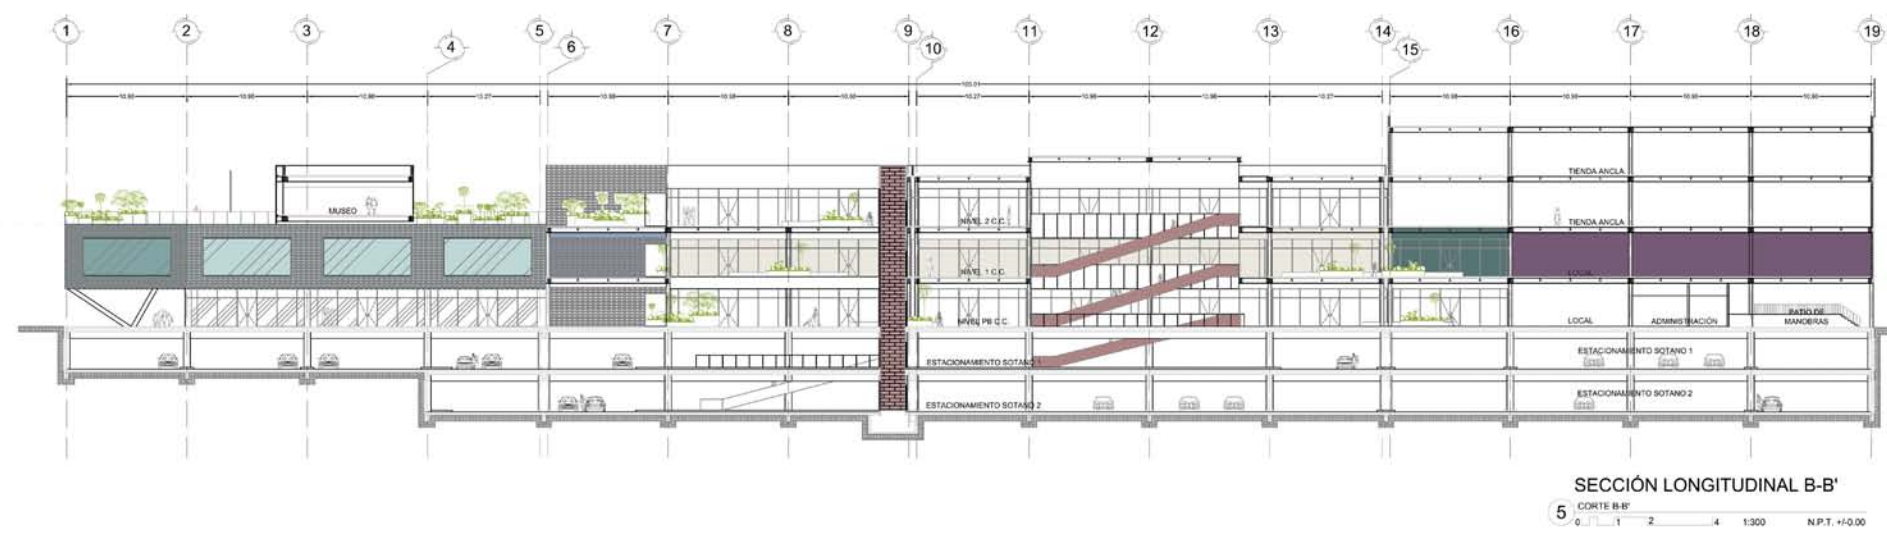 1 2 3 4 5 6 7 8 9 10 11 12 13 14 15 16 17 18 19
MUSEO
TIENDA ANCLA
TIENDA ANCLA
NIVEL 2 C.C.
NIVEL 1 C.C.
LOCAL
NIVEL PB C.C.
LOCAL
ADMINISTRACIÓN
PATIO DE
MANOBRAS
ESTACIONAMIENTO SOTANO 1
ESTACIONAMIENTO SOTANO 1
ESTACIONAMIENTO SOTANO 2
ESTACIONAMIENTO SOTANO 2
SECCIÓN LONGITUDINAL B-B'
5 CORTE B-B'
0 1 2 4 1:300 N.P.T. +/-0.00